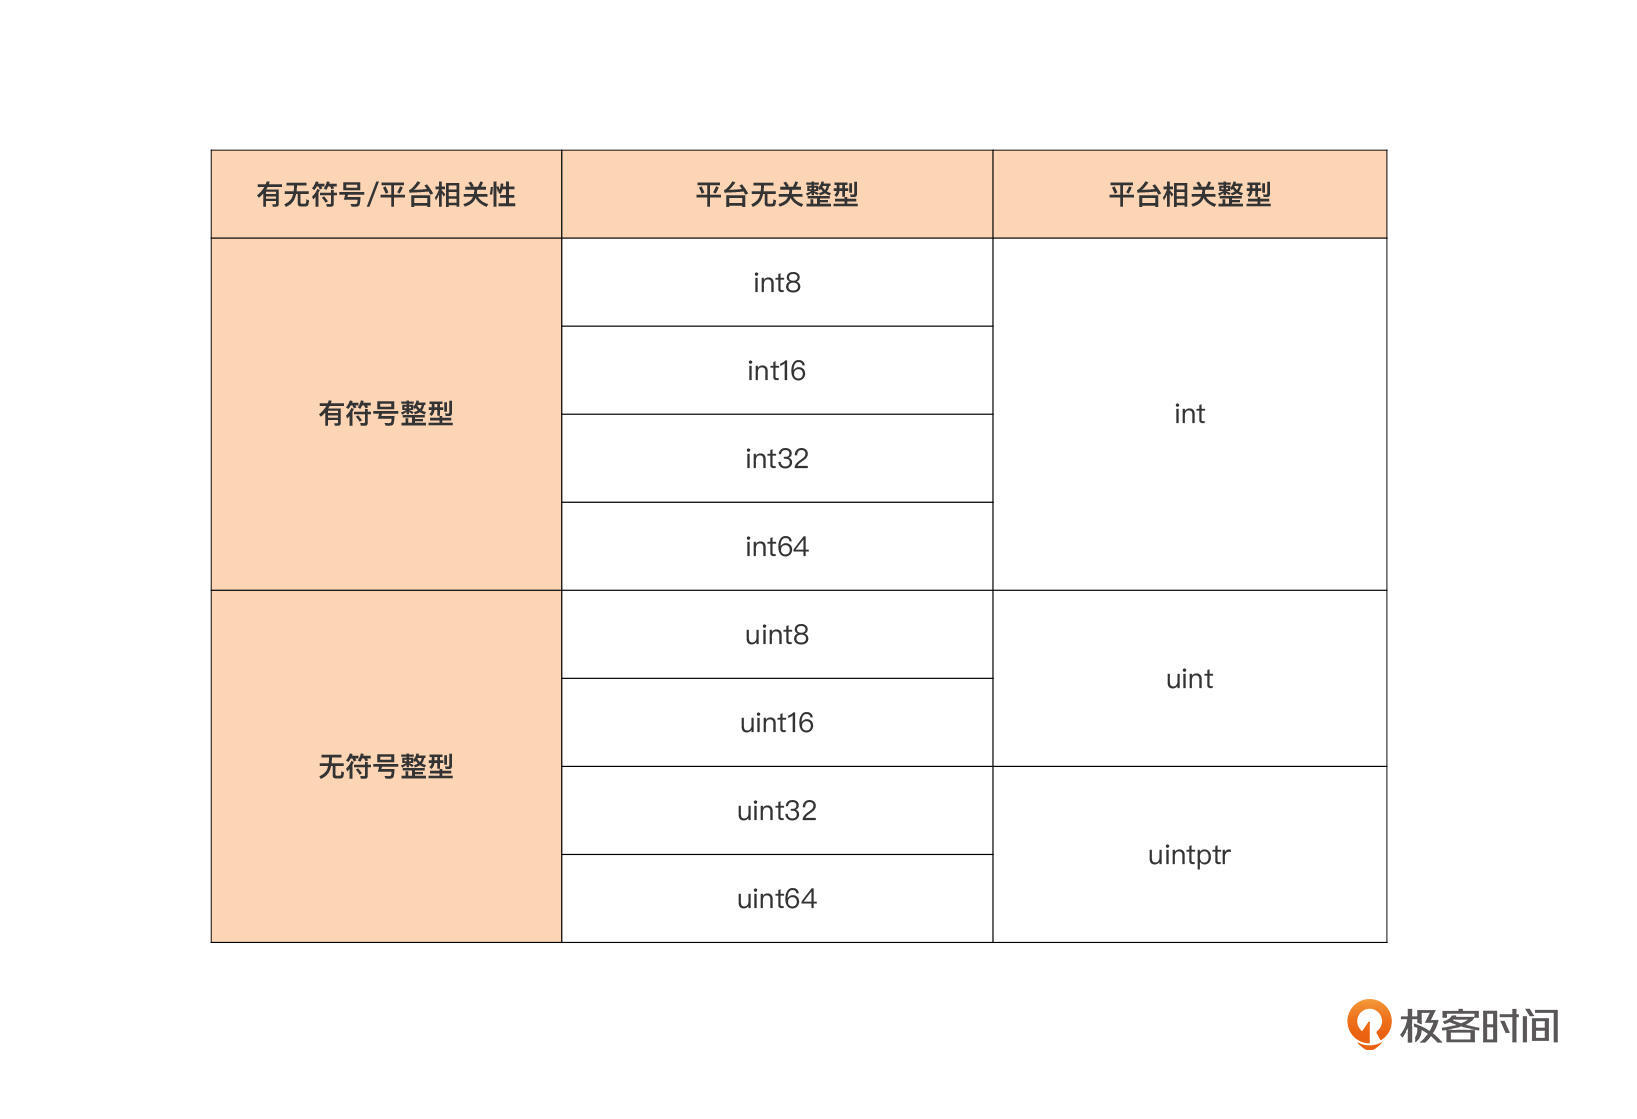 有无符号/平台相关性 平台无关整型 平台相关整型
有符号整型
int8
int16
int32
int64
int
无符号整型
uint8
uint16
uint32
uint64
uint
uintptr
极客时间